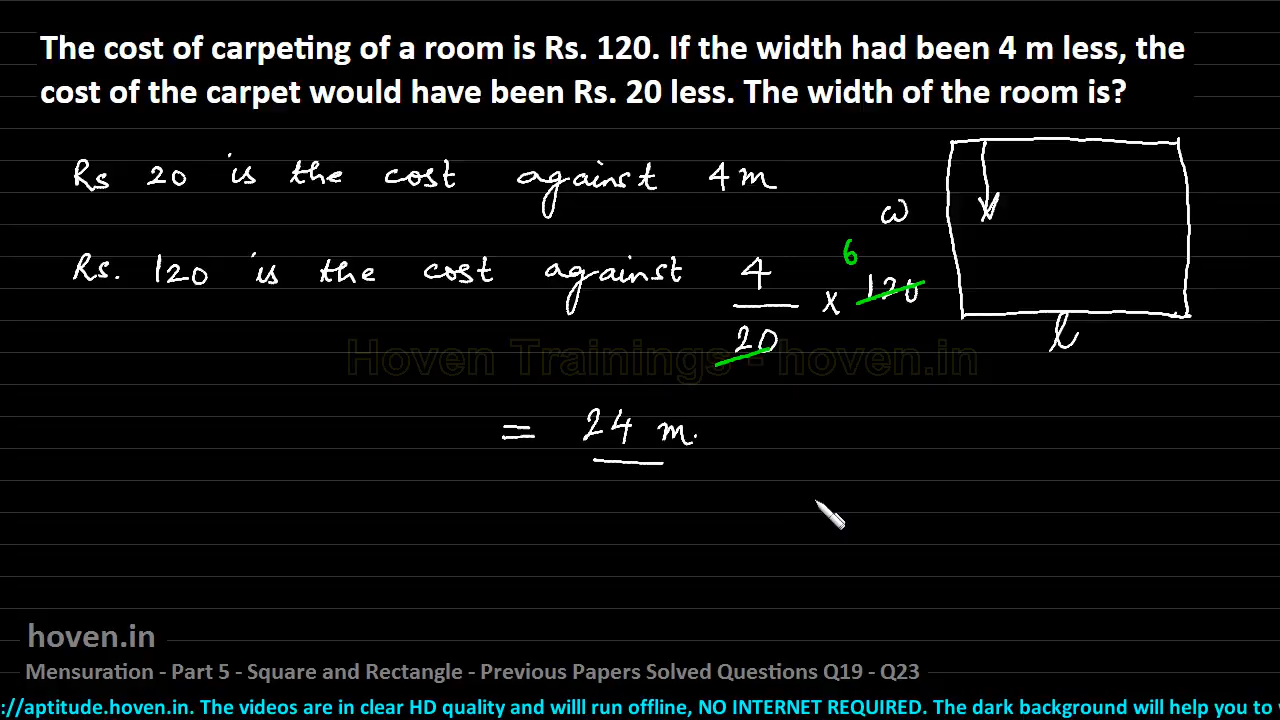 The cost of carpeting of a room is Rs. 120. If the width had been 4 m less, the
cost of the carpet would have been Rs. 20 less. The width of the room is?
Rs 20 is the cost against 4m
ω
6
Rs. 120 is the cost against 4 x 120
20
l
Hoven Trainings - hoven.in
= 24 m.
hoven.in
Mensuration - Part 5 - Square and Rectangle - Previous Papers Solved Questions Q19 - Q23
://aptitude.hoven.in. The videos are in clear HD quality and willl run offline, NO INTERNET REQUIRED. The dark background will help you to